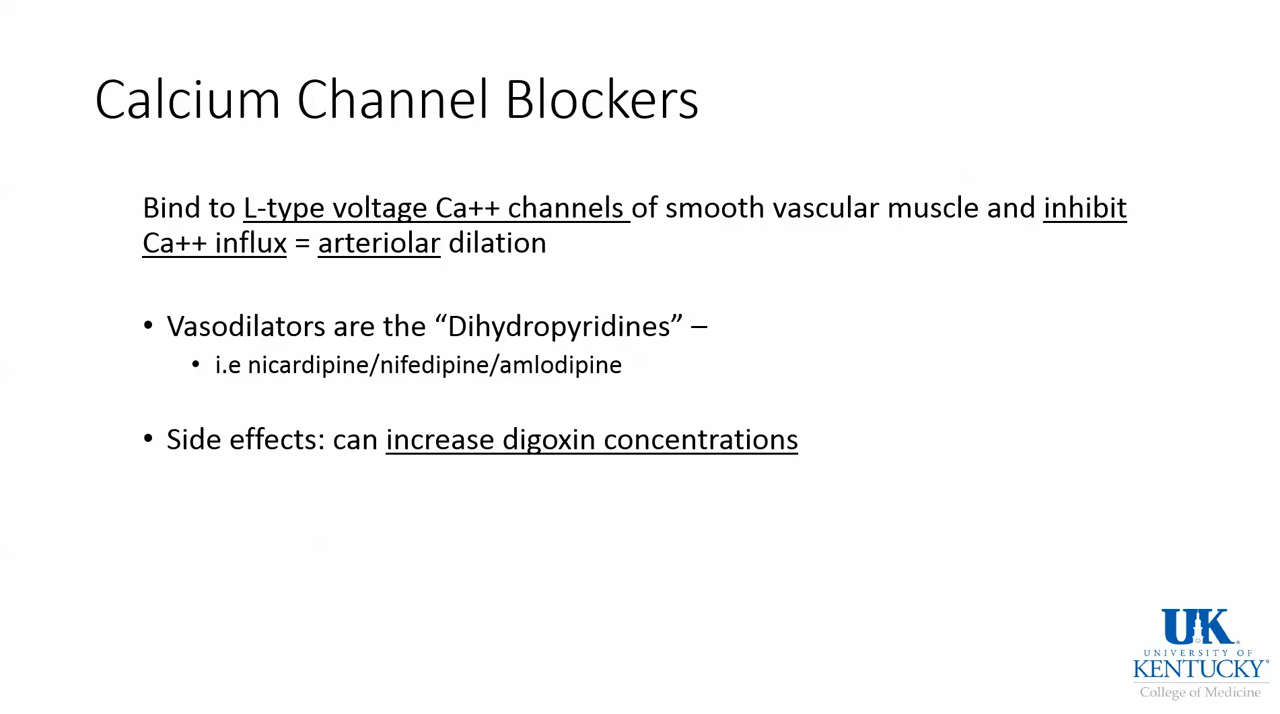 Calcium Channel Blockers
Bind to L-type voltage Ca++ channels of smooth vascular muscle and inhibit
Ca++ influx = arteriolar dilation
• Vasodilators are the “Dihydropyridines” –
• i.e nicardipine/nifedipine/amlodipine
• Side effects: can increase digoxin concentrations
UK
UNIVERSITY OF
KENTUCKY®
College of Medicine